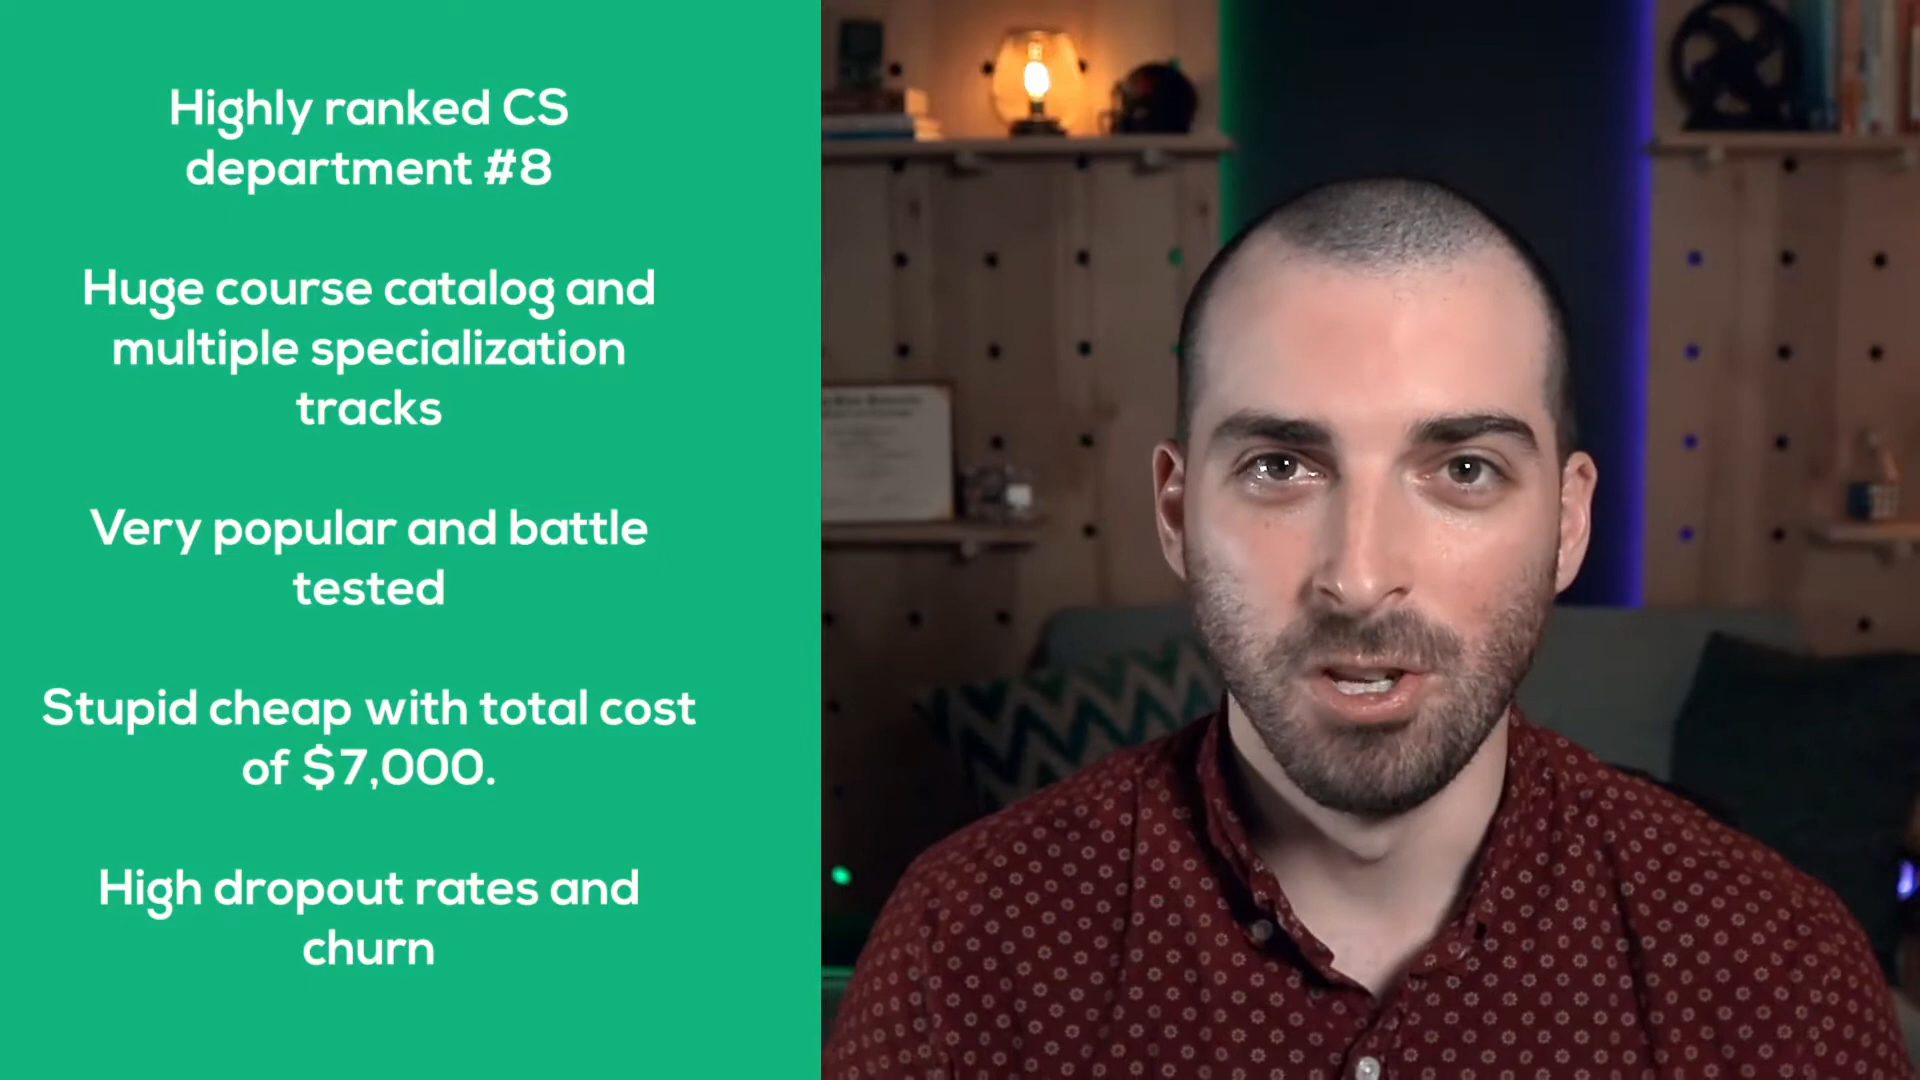 Highly ranked CS
department #8
Huge course catalog and
multiple specialization
tracks
Very popular and battle
tested
Stupid cheap with total cost
of $7,000.
High dropout rates and
churn